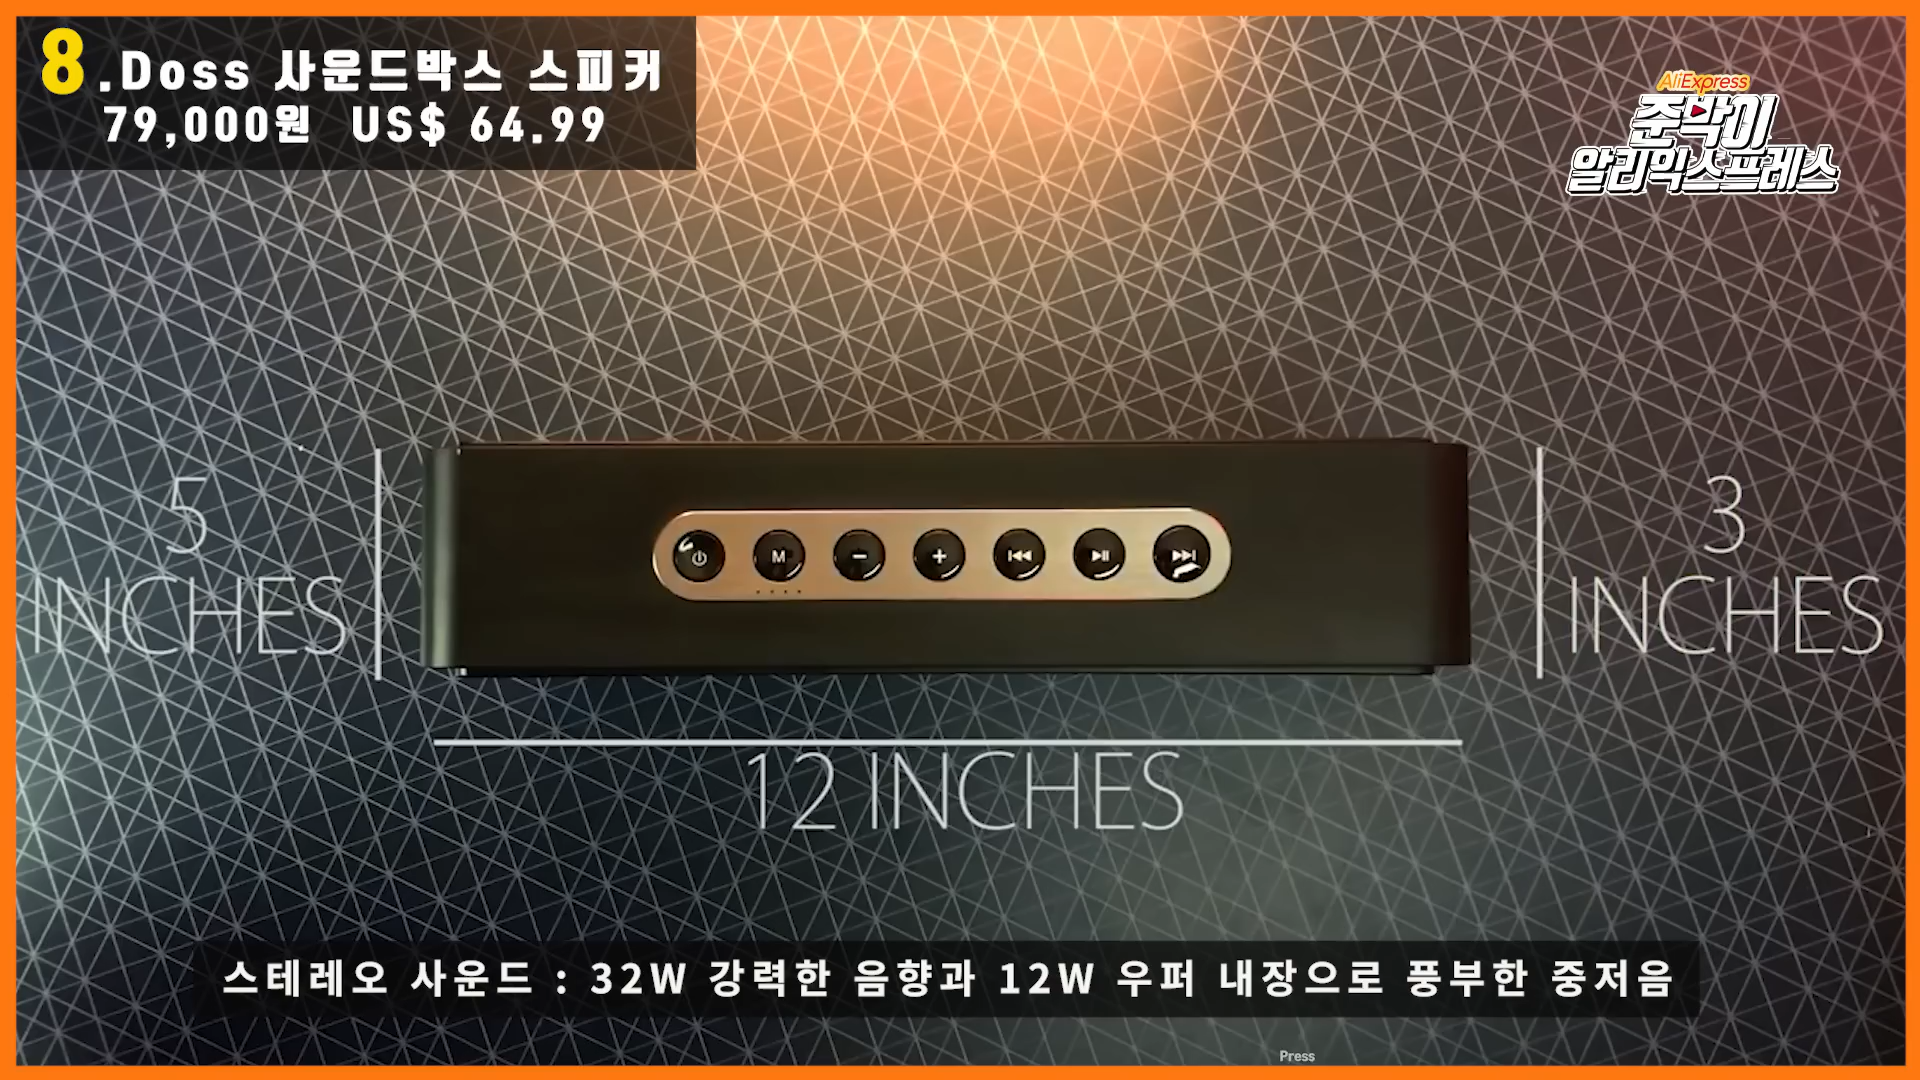 8.Doss 사운드박스 스피커
79,000원 US$ 64.99
AliExpress
준박이
알리익스프레스
5
INCHES
3
INCHES
M
12 INCHES
스테레오 사운드 : 32W 강력한 음향과 12W 우퍼 내장으로 풍부한 중저음
Press